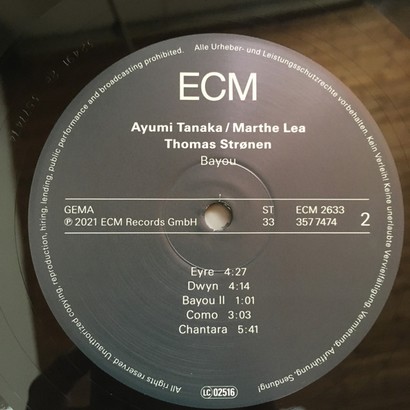 ECM
Ayumi Tanaka / Marthe Lea
Thomas Strønen
Bayou
GEMA ST ECM 2633
℗ 2021 ECM Records GmbH 33 357 7474 2
Eyre 4:27
Dwyn 4:14
Bayou II 1:01
Como 3:03
Chantara 5:41
LC 02516
Alle Urheber- und Leistungsschutzrechte vorbehalten. Kein Verleih! Keine unerlaubte Vervielfältigung, Vermietung, Aufführung, Sendung!
All rights reserved. Unauthorized copying, reproduction, hiring, lending, public performance and broadcasting prohibited.